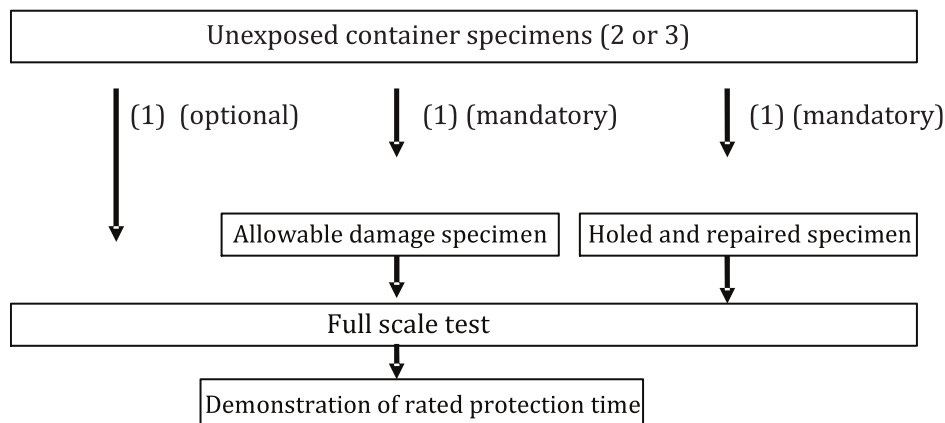 Unexposed container specimens (2 or 3)
(1) (optional)
(1) (mandatory)
(1) (mandatory)
Allowable damage specimen
Holed and repaired specimen
Full scale test
Demonstration of rated protection time